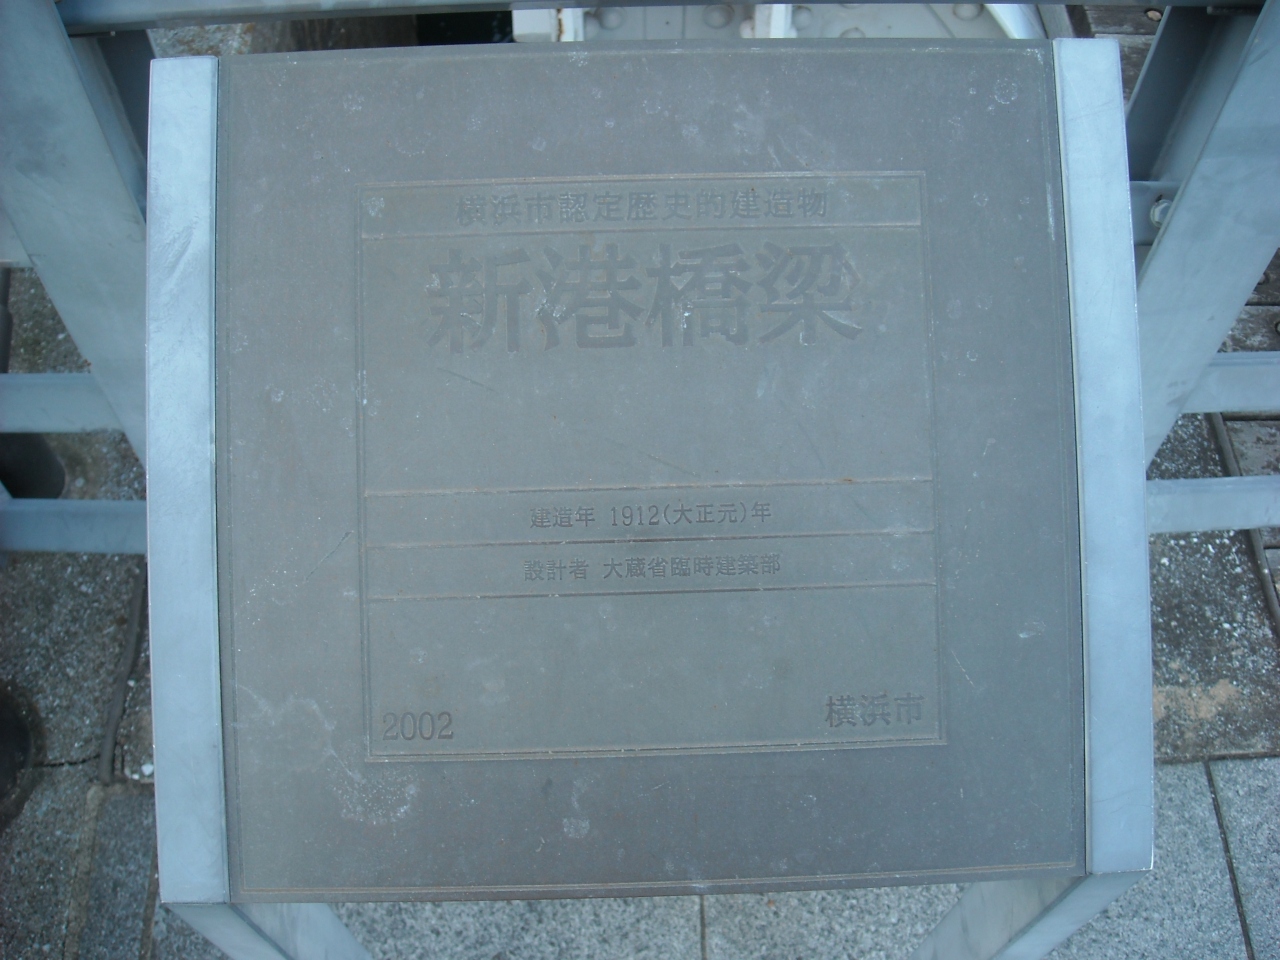 横浜市認定歴史的建造物
新港橋梁
建造年 1912(大正元)年
設計者 大蔵省臨時建築部
2002
横浜市